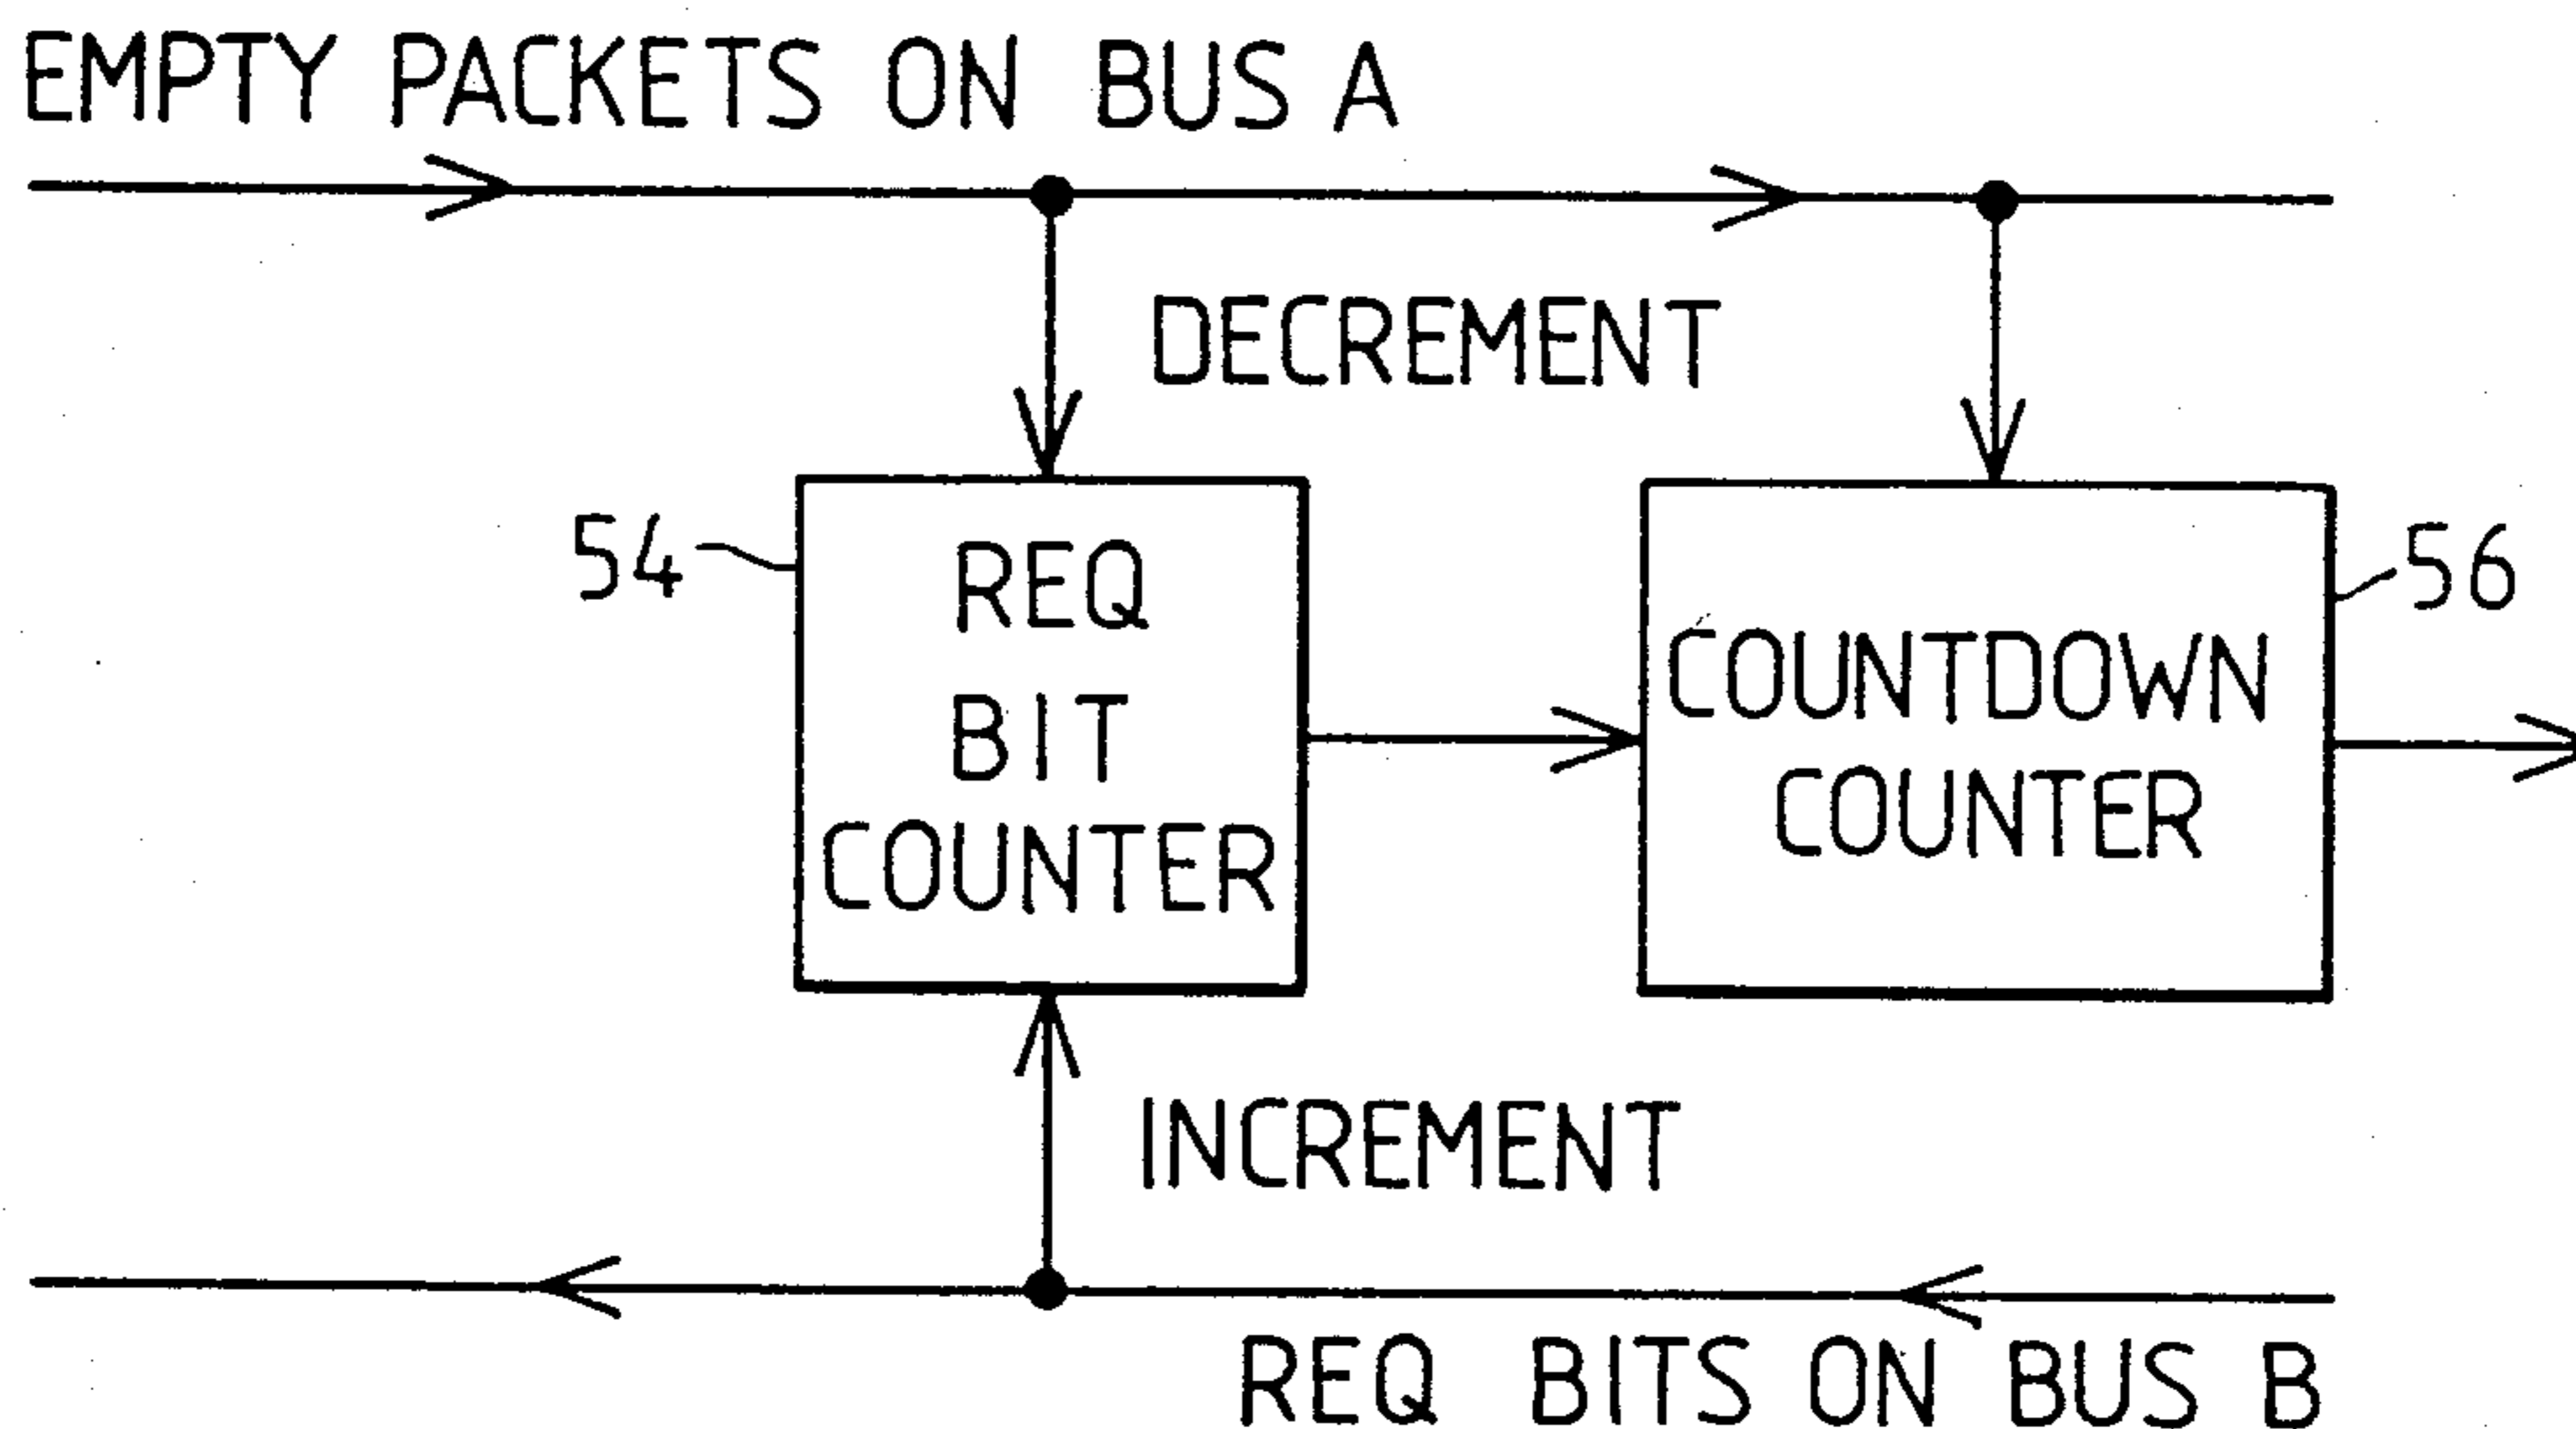 EMPTY PACKETS ON BUS A
DECREMENT
54
REQ
BIT
COUNTER
56
COUNTDOWN
COUNTER
INCREMENT
REQ BITS ON BUS B